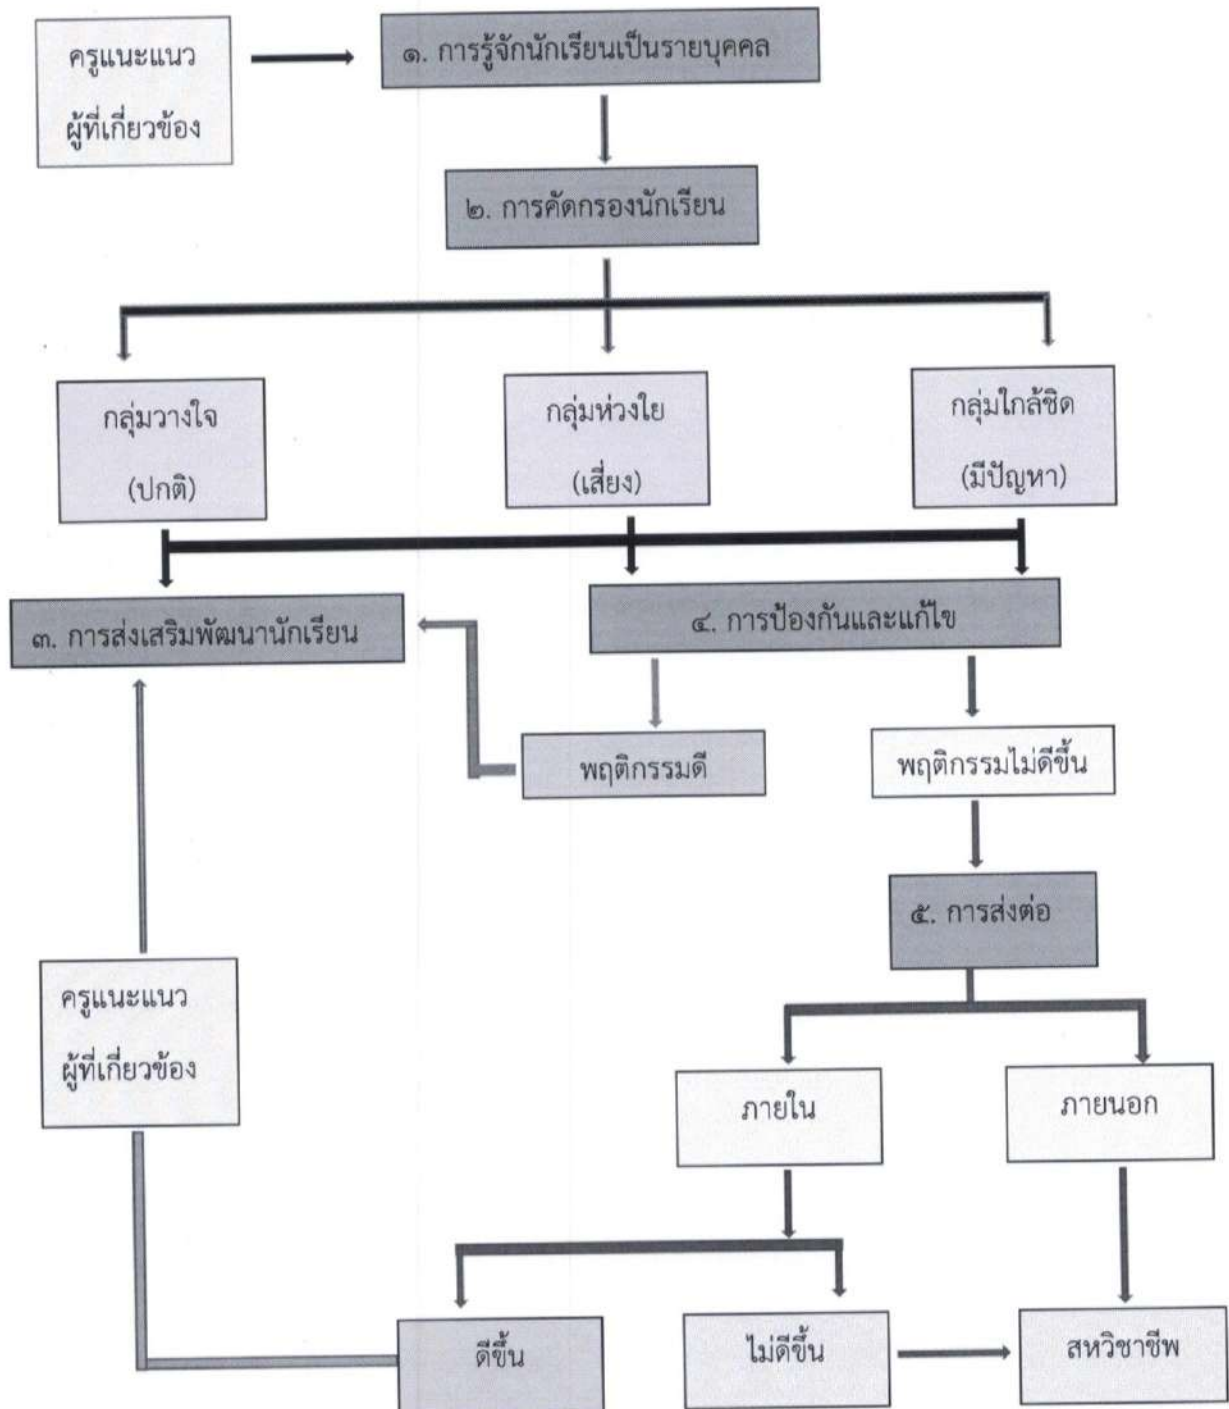 ครูแนะแนว
ผู้ที่เกี่ยวข้อง
๑. การรู้จักนักเรียนเป็นรายบุคคล
๒. การคัดกรองนักเรียน
กลุ่มวางใจ
(ปกติ)
กลุ่มห่วงใย
(เสี่ยง)
กลุ่มใกล้ชิด
(มีปัญหา)
๓. การส่งเสริมพัฒนานักเรียน
๔. การป้องกันและแก้ไข
พฤติกรรมดี
พฤติกรรมไม่ดีขึ้น
๕. การส่งต่อ
ครูแนะแนว
ผู้ที่เกี่ยวข้อง
ภายใน
ภายนอก
ดีขึ้น
ไม่ดีขึ้น
สหวิชาชีพ